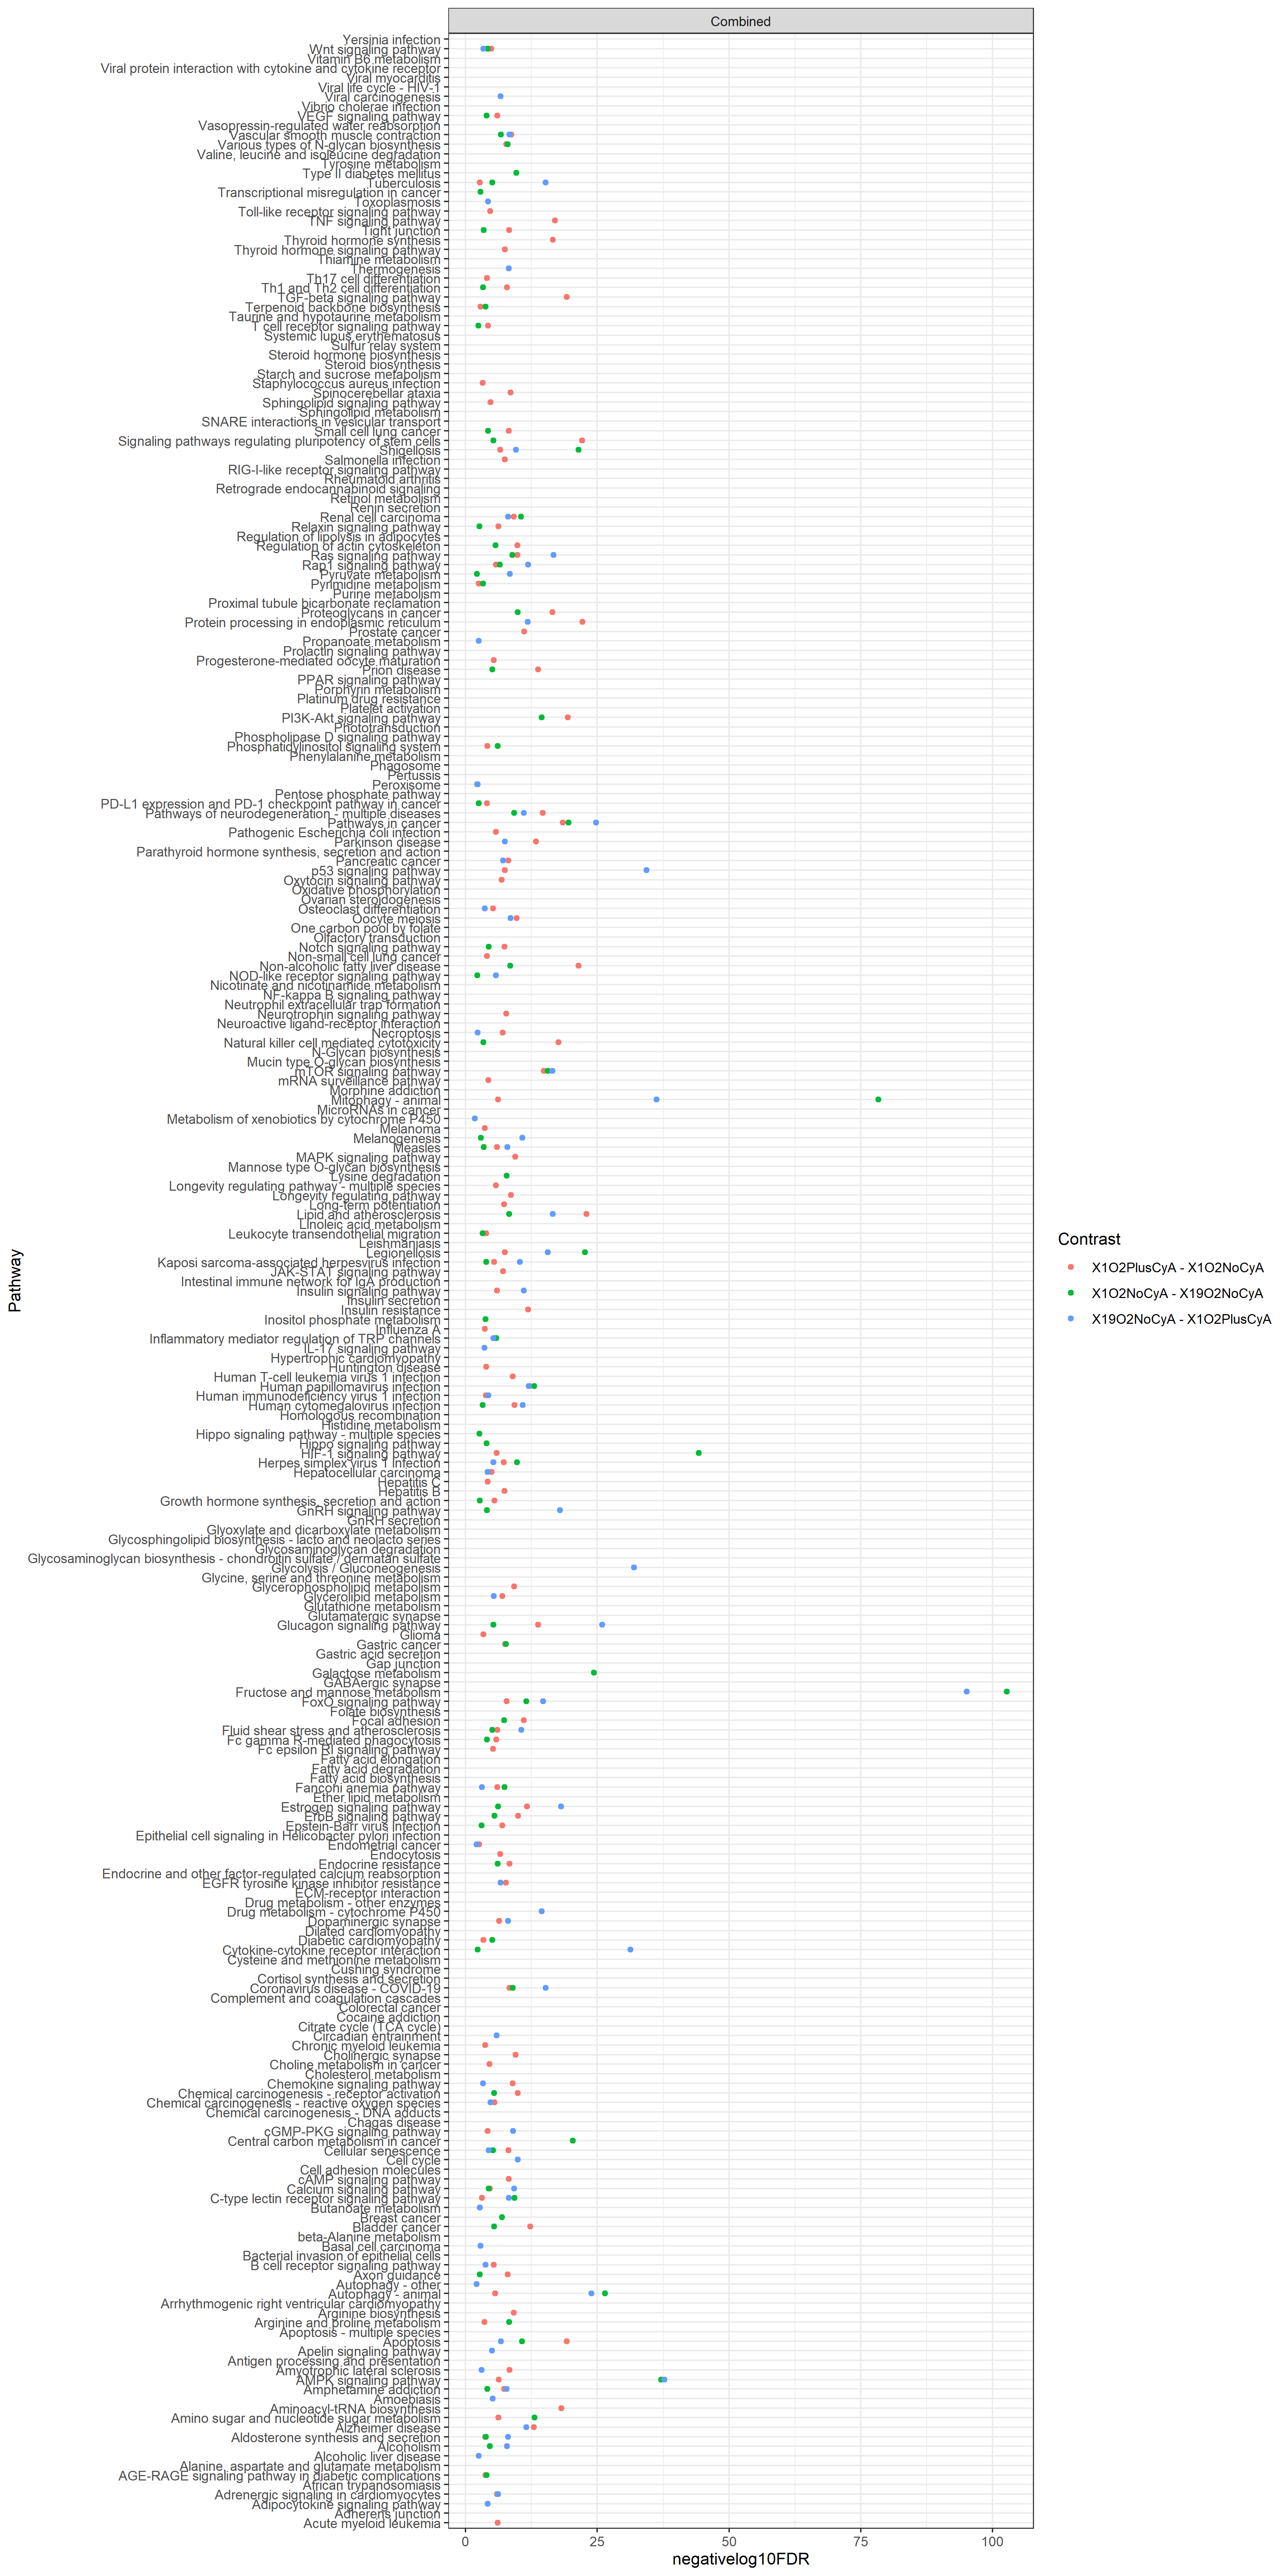 Combined
Yersinia infection
Wnt signaling pathway
Vitamin B6 metabolism
Viral protein interaction with cytokine and cytokine receptor
Viral myocarditis
Viral life cycle - HIV-1
Viral carcinogenesis
Vibrio cholerae infection
VEGF signaling pathway
Vasopressin-regulated water reabsorption
Vascular smooth muscle contraction
Various types of N-glycan biosynthesis
Valine, leucine and isoleucine degradation
Tyrosine metabolism
Type II diabetes mellitus
Tuberculosis
Transcriptional misregulation in cancer
Toxoplasmosis
Toll-like receptor signaling pathway
TNF signaling pathway
Tight junction
Thyroid hormone synthesis
Thyroid hormone signaling pathway
Thiamine metabolism
Thermogenesis
Th17 cell differentiation
Th1 and Th2 cell differentiation
TGF-beta signaling pathway
Terpenoid backbone biosynthesis
Taurine and hypotaurine metabolism
T cell receptor signaling pathway
Systemic lupus erythematosus
Sulfur relay system
Steroid hormone biosynthesis
Steroid biosynthesis
Starch and sucrose metabolism
Staphylococcus aureus infection
Spinocerebellar ataxia
Sphingolipid signaling pathway
Sphingolipid metabolism
SNARE interactions in vesicular transport
Small cell lung cancer
Signaling pathways regulating pluripotency of stem cells
Shigellosis
Salmonella infection
RIG-I-like receptor signaling pathway
Rheumatoid arthritis
Retrograde endocannabinoid signaling
Retinol metabolism
Renin secretion
Renal cell carcinoma
Relaxin signaling pathway
Regulation of lipolysis in adipocytes
Regulation of actin cytoskeleton
Ras signaling pathway
Rap1 signaling pathway
Pyruvate metabolism
Pyrimidine metabolism
Purine metabolism
Proximal tubule bicarbonate reclamation
Proteoglycans in cancer
Protein processing in endoplasmic reticulum
Prostate cancer
Propanoate metabolism
Prolactin signaling pathway
Progesterone-mediated oocyte maturation
Prion disease
PPAR signaling pathway
Porphyrin metabolism
Platinum drug resistance
Platelet activation
PI3K-Akt signaling pathway
Phototransduction
Phospholipase D signaling pathway
Phosphatidylinositol signaling system
Phenylalanine metabolism
Phagosome
Pertussis
Peroxisome
Pentose phosphate pathway
PD-L1 expression and PD-1 checkpoint pathway in cancer
Pathways of neurodegeneration - multiple diseases
Pathways in cancer
Pathogenic Escherichia coli infection
Parkinson disease
Parathyroid hormone synthesis, secretion and action
Pancreatic cancer
p53 signaling pathway
Oxytocin signaling pathway
Oxidative phosphorylation
Ovarian steroidogenesis
Osteoclast differentiation
Oocyte meiosis
One carbon pool by folate
Olfactory transduction
Notch signaling pathway
Non-small cell lung cancer
Non-alcoholic fatty liver disease
NOD-like receptor signaling pathway
Nicotinate and nicotinamide metabolism
NF-kappa B signaling pathway
Neutrophil extracellular trap formation
Neurotrophin signaling pathway
Neuroactive ligand-receptor interaction
Necroptosis
Natural killer cell mediated cytotoxicity
N-Glycan biosynthesis
Mucin type O-glycan biosynthesis
mTOR signaling pathway
mRNA surveillance pathway
Morphine addiction
Mitophagy - animal
MicroRNAs in cancer
Metabolism of xenobiotics by cytochrome P450
Melanoma
Melanogenesis
Measles
MAPK signaling pathway
Mannose type O-glycan biosynthesis
Lysine degradation
Longevity regulating pathway - multiple species
Longevity regulating pathway
Long-term potentiation
Lipid and atherosclerosis
Linoleic acid metabolism
Leukocyte transendothelial migration
Leishmaniasis
Legionellosis
Kaposi sarcoma-associated herpesvirus infection
JAK-STAT signaling pathway
Intestinal immune network for IgA production
Insulin signaling pathway
Insulin secretion
Insulin resistance
Inositol phosphate metabolism
Influenza A
Inflammatory mediator regulation of TRP channels
IL-17 signaling pathway
Hypertrophic cardiomyopathy
Huntington disease
Human T-cell leukemia virus 1 infection
Human papillomavirus infection
Human immunodeficiency virus 1 infection
Human cytomegalovirus infection
Homologous recombination
Histidine metabolism
Hippo signaling pathway - multiple species
Hippo signaling pathway
HIF-1 signaling pathway
Herpes simplex virus 1 infection
Hepatocellular carcinoma
Hepatitis C
Hepatitis B
Growth hormone synthesis, secretion and action
GnRH signaling pathway
GnRH secretion
Glyoxylate and dicarboxylate metabolism
Glycosphingolipid biosynthesis - lacto and neolacto series
Glycosaminoglycan degradation
Glycosaminoglycan biosynthesis - chondroitin sulfate / dermatan sulfate
Glycolysis / Gluconeogenesis
Glycine, serine and threonine metabolism
Glycerophospholipid metabolism
Glycerolipid metabolism
Glutathione metabolism
Glutamatergic synapse
Glucagon signaling pathway
Glioma
Gastric cancer
Gastric acid secretion
Gap junction
Galactose metabolism
GABAergic synapse
Fructose and mannose metabolism
FoxO signaling pathway
Folate biosynthesis
Focal adhesion
Fluid shear stress and atherosclerosis
Fc gamma R-mediated phagocytosis
Fc epsilon RI signaling pathway
Fatty acid elongation
Fatty acid degradation
Fatty acid biosynthesis
Fanconi anemia pathway
Ether lipid metabolism
Estrogen signaling pathway
ErbB signaling pathway
Epstein-Barr virus infection
Epithelial cell signaling in Helicobacter pylori infection
Endometrial cancer
Endocytosis
Endocrine resistance
Endocrine and other factor-regulated calcium reabsorption
EGFR tyrosine kinase inhibitor resistance
ECM-receptor interaction
Drug metabolism - other enzymes
Drug metabolism - cytochrome P450
Dopaminergic synapse
Dilated cardiomyopathy
Diabetic cardiomyopathy
Cytokine-cytokine receptor interaction
Cysteine and methionine metabolism
Cushing syndrome
Cortisol synthesis and secretion
Coronavirus disease - COVID-19
Complement and coagulation cascades
Colorectal cancer
Cocaine addiction
Citrate cycle (TCA cycle)
Circadian entrainment
Chronic myeloid leukemia
Cholinergic synapse
Choline metabolism in cancer
Cholesterol metabolism
Chemokine signaling pathway
Chemical carcinogenesis - receptor activation
Chemical carcinogenesis - reactive oxygen species
Chemical carcinogenesis - DNA adducts
Chagas disease
cGMP-PKG signaling pathway
Central carbon metabolism in cancer
Cellular senescence
Cell cycle
Cell adhesion molecules
cAMP signaling pathway
Calcium signaling pathway
C-type lectin receptor signaling pathway
Butanoate metabolism
Breast cancer
Bladder cancer
beta-Alanine metabolism
Basal cell carcinoma
Bacterial invasion of epithelial cells
B cell receptor signaling pathway
Axon guidance
Autophagy - other
Autophagy - animal
Arrhythmogenic right ventricular cardiomyopathy
Arginine biosynthesis
Arginine and proline metabolism
Apoptosis - multiple species
Apoptosis
Apelin signaling pathway
Antigen processing and presentation
Amyotrophic lateral sclerosis
AMPK signaling pathway
Amphetamine addiction
Amoebiasis
Aminoacyl-tRNA biosynthesis
Amino sugar and nucleotide sugar metabolism
Alzheimer disease
Aldosterone synthesis and secretion
Alcoholism
Alcoholic liver disease
Alanine, aspartate and glutamate metabolism
AGE-RAGE signaling pathway in diabetic complications
African trypanosomiasis
Adrenergic signaling in cardiomyocytes
Adipocytokine signaling pathway
Adherens junction
Acute myeloid leukemia
0 25 50 75 100
negativelog10FDR
Pathway
Contrast
X1O2PlusCyA - X1O2NoCyA
X1O2NoCyA - X19O2NoCyA
X19O2NoCyA - X1O2PlusCyA